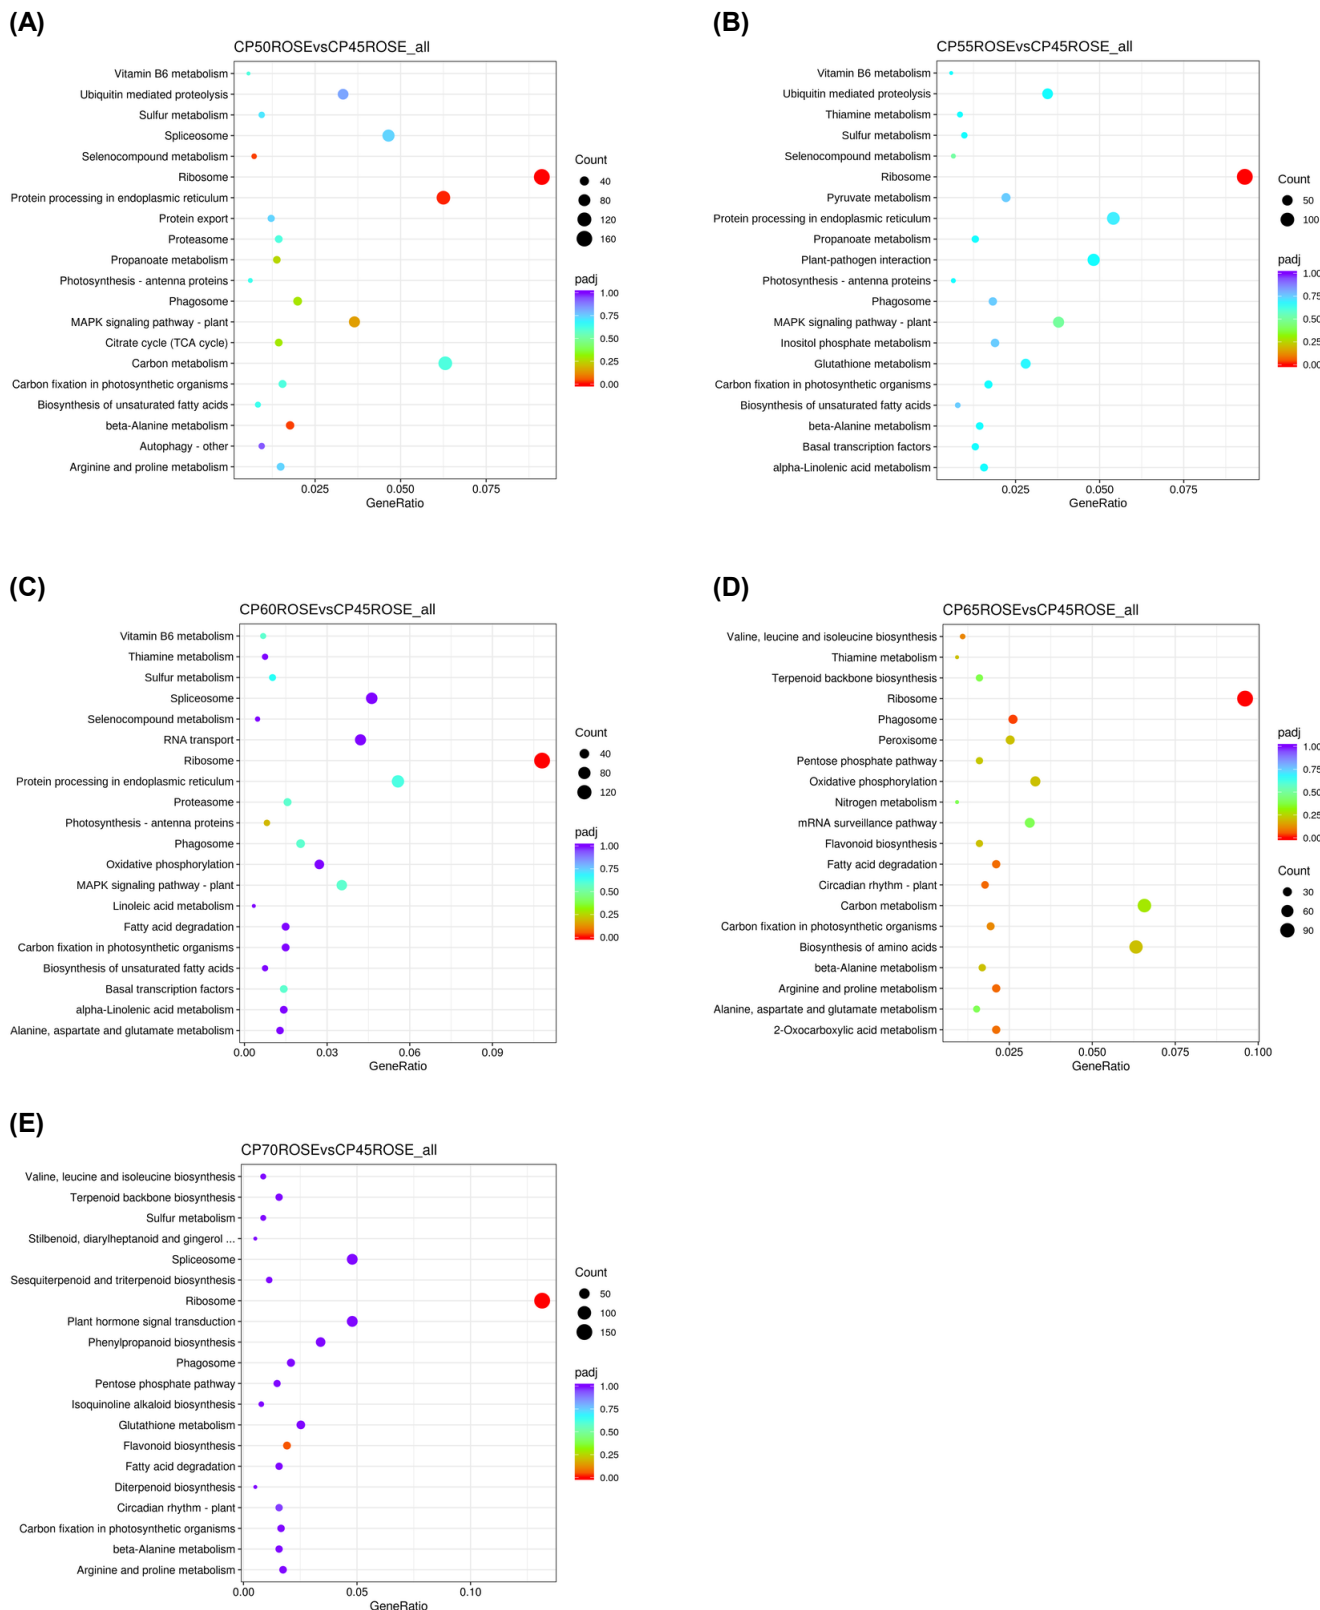 (A)
CP50ROSEvsCP45ROSE_all
Vitamin B6 metabolism
Ubiquitin mediated proteolysis
Sulfur metabolism
Spliceosome
Selenocompound metabolism
Ribosome
Protein processing in endoplasmic reticulum
Protein export
Proteasome
Propanoate metabolism
Photosynthesis - antenna proteins
Phagosome
MAPK signaling pathway - plant
Citrate cycle (TCA cycle)
Carbon metabolism
Carbon fixation in photosynthetic organisms
Biosynthesis of unsaturated fatty acids
beta-Alanine metabolism
Autophagy - other
Arginine and proline metabolism
0.025 0.050 0.075
GeneRatio
Count
40
80
120
160
padj
1.00
0.75
0.50
0.25
0.00
(B)
CP55ROSEvsCP45ROSE_all
Vitamin B6 metabolism
Ubiquitin mediated proteolysis
Thiamine metabolism
Sulfur metabolism
Selenocompound metabolism
Ribosome
Pyruvate metabolism
Protein processing in endoplasmic reticulum
Propanoate metabolism
Plant-pathogen interaction
Photosynthesis - antenna proteins
Phagosome
MAPK signaling pathway - plant
Inositol phosphate metabolism
Glutathione metabolism
Carbon fixation in photosynthetic organisms
Biosynthesis of unsaturated fatty acids
beta-Alanine metabolism
Basal transcription factors
alpha-Linolenic acid metabolism
0.025 0.050 0.075
GeneRatio
Count
50
100
padj
1.00
0.75
0.50
0.25
0.00
(C)
CP60ROSEvsCP45ROSE_all
Vitamin B6 metabolism
Thiamine metabolism
Sulfur metabolism
Spliceosome
Selenocompound metabolism
RNA transport
Ribosome
Protein processing in endoplasmic reticulum
Proteasome
Photosynthesis - antenna proteins
Phagosome
Oxidative phosphorylation
MAPK signaling pathway - plant
Linoleic acid metabolism
Fatty acid degradation
Carbon fixation in photosynthetic organisms
Biosynthesis of unsaturated fatty acids
Basal transcription factors
alpha-Linolenic acid metabolism
Alanine, aspartate and glutamate metabolism
0.00 0.03 0.06 0.09
GeneRatio
Count
40
80
120
padj
1.00
0.75
0.50
0.25
0.00
(D)
CP65ROSEvsCP45ROSE_all
Valine, leucine and isoleucine biosynthesis
Thiamine metabolism
Terpenoid backbone biosynthesis
Ribosome
Phagosome
Peroxisome
Pentose phosphate pathway
Oxidative phosphorylation
Nitrogen metabolism
mRNA surveillance pathway
Flavonoid biosynthesis
Fatty acid degradation
Circadian rhythm - plant
Carbon metabolism
Carbon fixation in photosynthetic organisms
Biosynthesis of amino acids
beta-Alanine metabolism
Arginine and proline metabolism
Alanine, aspartate and glutamate metabolism
2-Oxocarboxylic acid metabolism
0.025 0.050 0.075 0.100
GeneRatio
padj
1.00
0.75
0.50
0.25
0.00
Count
30
60
90
(E)
CP70ROSEvsCP45ROSE_all
Valine, leucine and isoleucine biosynthesis
Terpenoid backbone biosynthesis
Sulfur metabolism
Stilbenoid, diarylheptanoid and gingerol ...
Spliceosome
Sesquiterpenoid and triterpenoid biosynthesis
Ribosome
Plant hormone signal transduction
Phenylpropanoid biosynthesis
Phagosome
Pentose phosphate pathway
Isoquinoline alkaloid biosynthesis
Glutathione metabolism
Flavonoid biosynthesis
Fatty acid degradation
Diterpenoid biosynthesis
Circadian rhythm - plant
Carbon fixation in photosynthetic organisms
beta-Alanine metabolism
Arginine and proline metabolism
0.00 0.05 0.10
GeneRatio
Count
50
100
150
padj
1.00
0.75
0.50
0.25
0.00